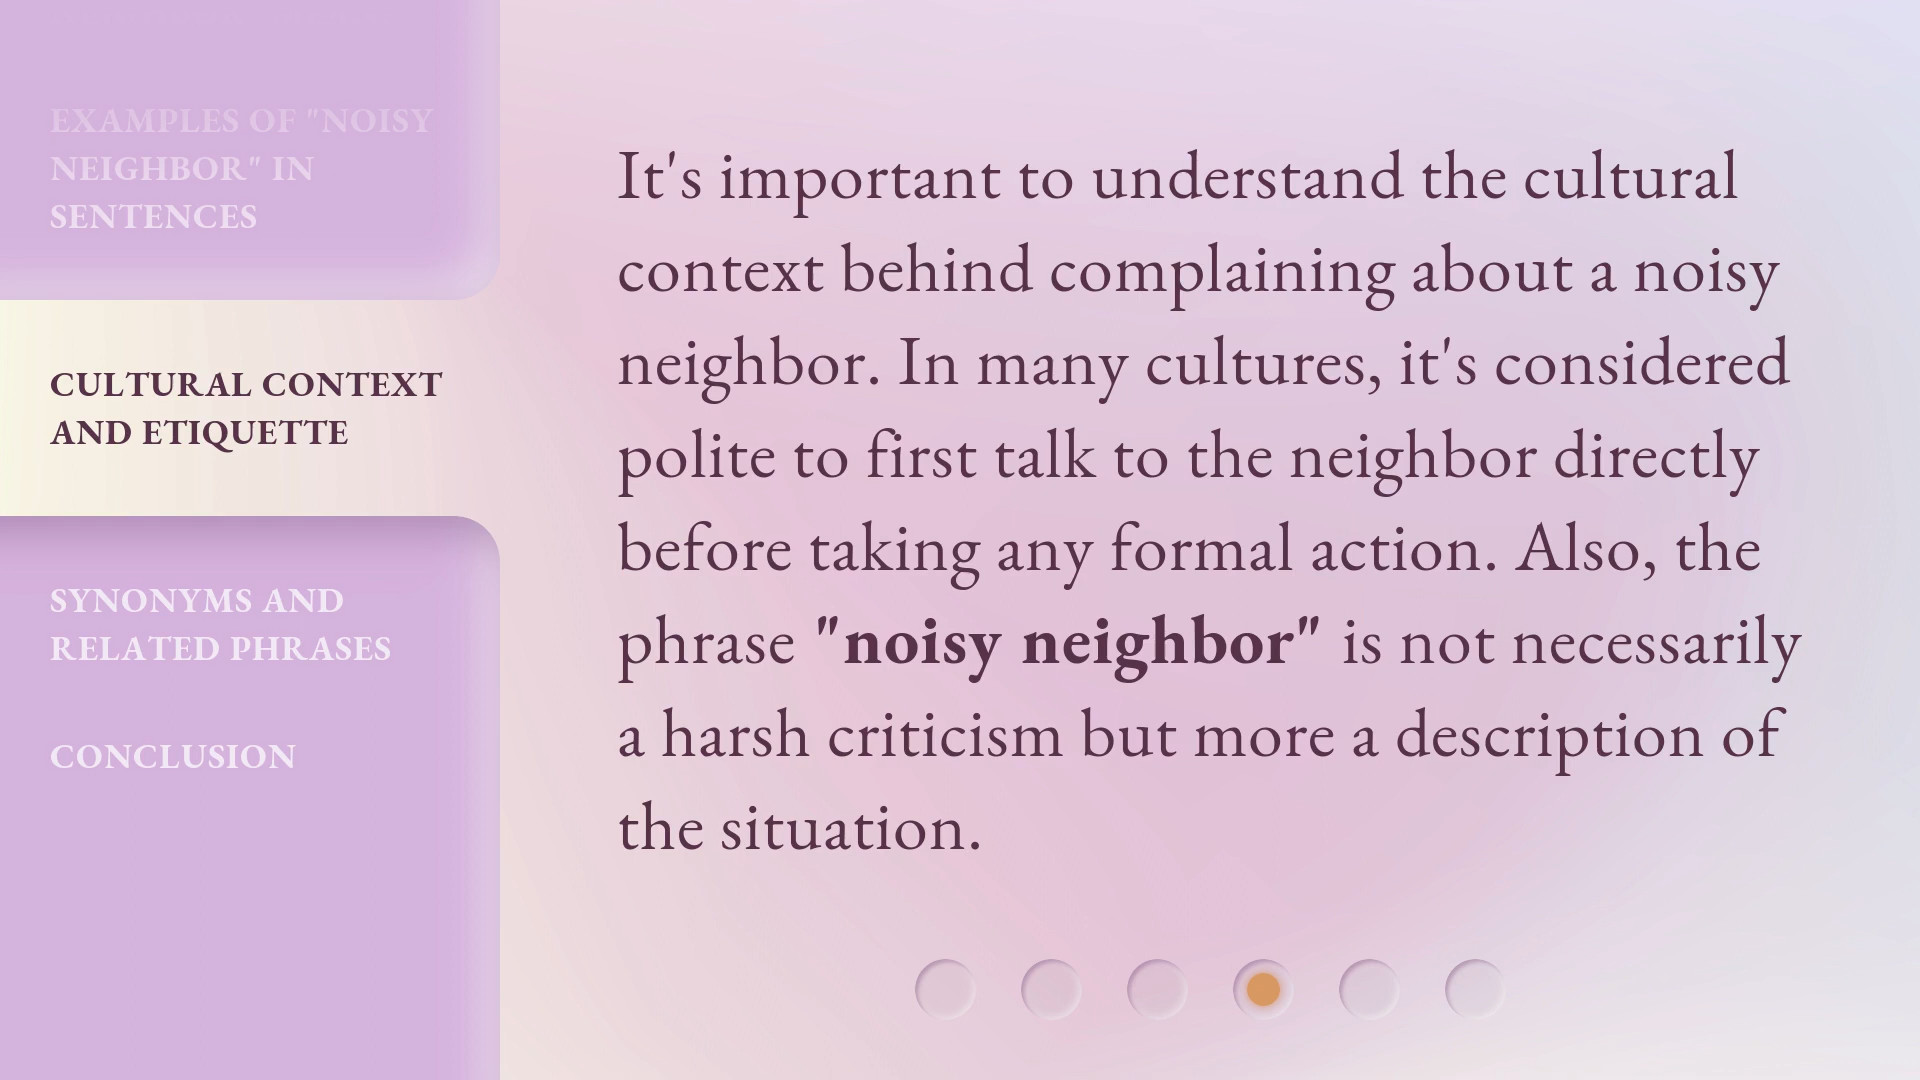 EXAMPLES OF "NOISY
NEIGHBOR" IN
SENTENCES
CULTURAL CONTEXT
AND ETIQUETTE
SYNONYMS AND
RELATED PHRASES
CONCLUSION
It's important to understand the cultural
context behind complaining about a noisy
neighbor. In many cultures, it's considered
polite to first talk to the neighbor directly
before taking any formal action. Also, the
phrase "noisy neighbor" is not necessarily
a harsh criticism but more a description of
the situation.